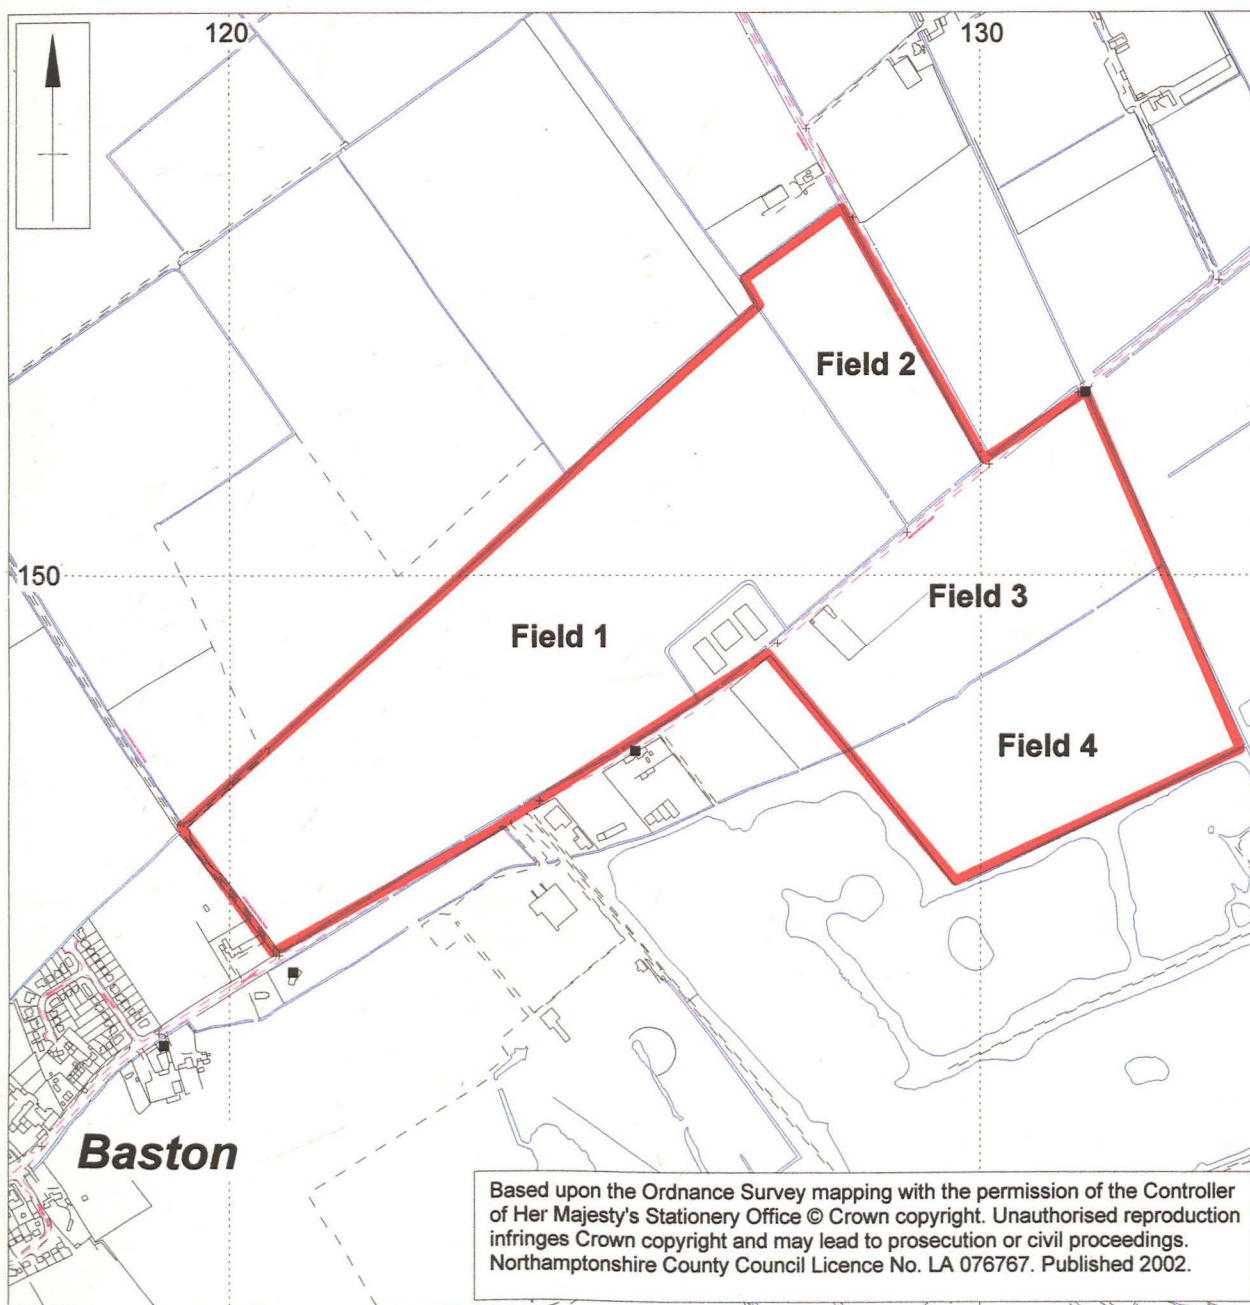 120
130
Field 2
150
Field 3
Field 1
Field 4
Baston
Based upon the Ordnance Survey mapping with the permission of the Controller
of Her Majesty's Stationery Office © Crown copyright. Unauthorised reproduction
infringes Crown copyright and may lead to prosecution or civil proceedings.
Northamptonshire County Council Licence No. LA 076767. Published 2002.